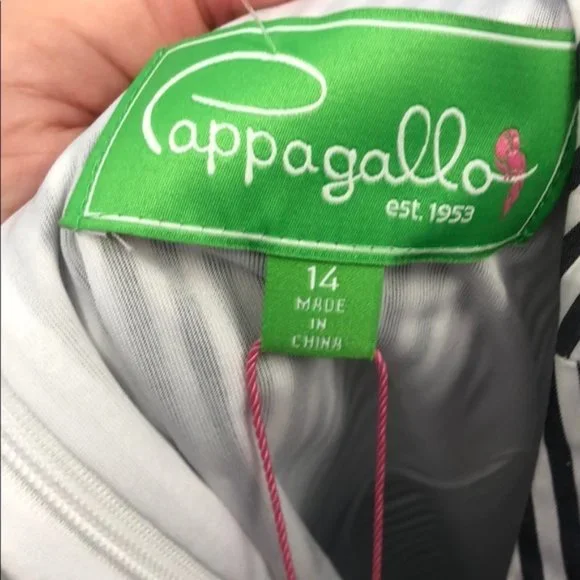 Pappagallo
est. 1953
14
MADE
IN
CHINA